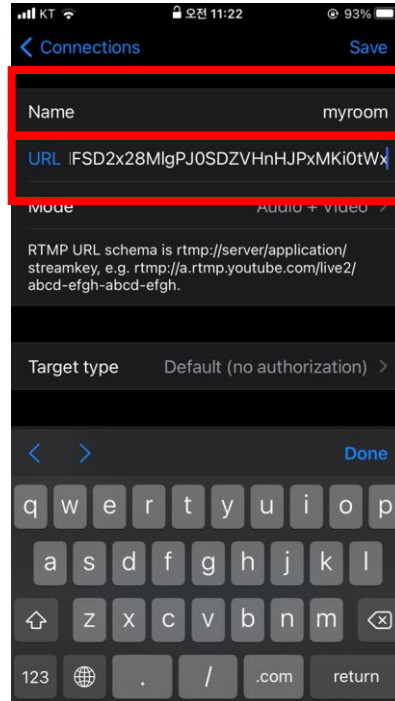 KT 오전 11:22 93%
Connections Save
Name myroom
URL IFSD2x28MlgPJ0SDZVHnHJPxMKi0tWx
Mode Audio + Video >
RTMP URL schema is rtmp://server/application/
streamkey, e.g. rtmp://a.rtmp.youtube.com/live2/
abcd-efgh-abcd-efgh.
Target type Default (no authorization) >
Done
q w e r t y u i o p
a s d f g h j k l
z x c v b n m
123 . / .com return